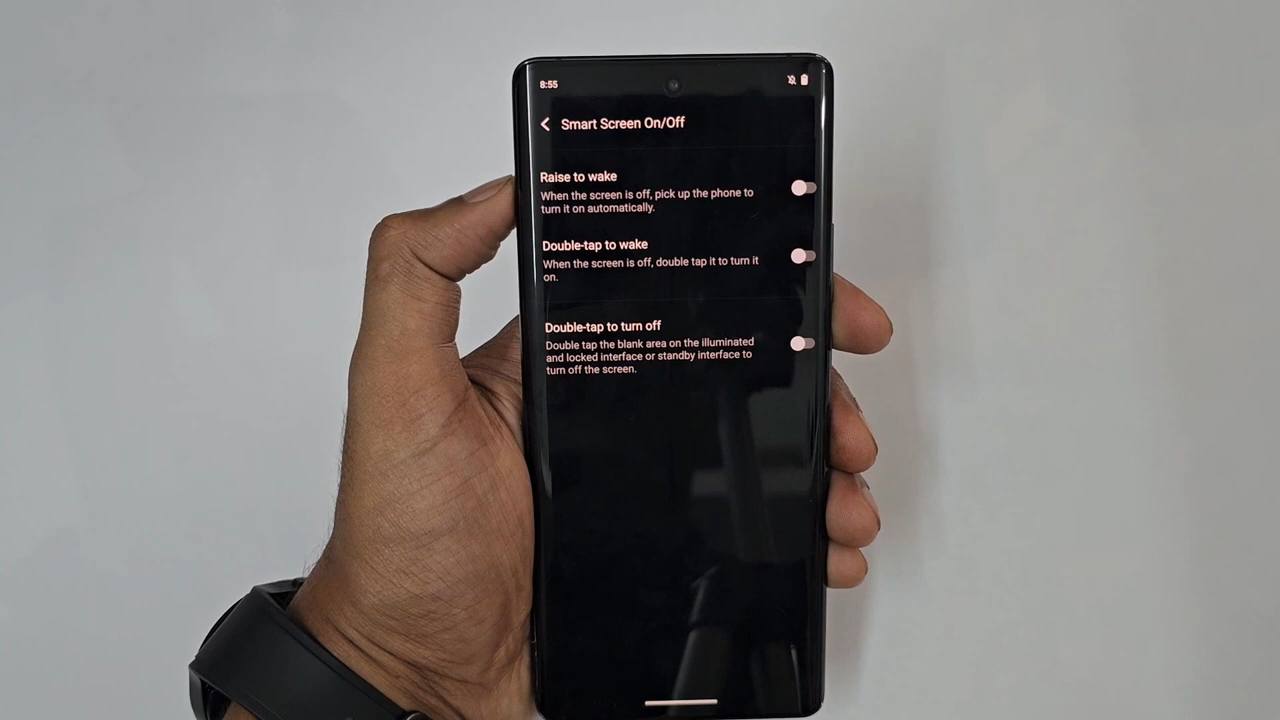 8:55
Smart Screen On/Off
Raise to wake
When the screen is off, pick up the phone to
turn it on automatically.
Double-tap to wake
When the screen is off, double tap it to turn it
on.
Double-tap to turn off
Double tap the blank area on the illuminated
and locked interface or standby interface to
turn off the screen.